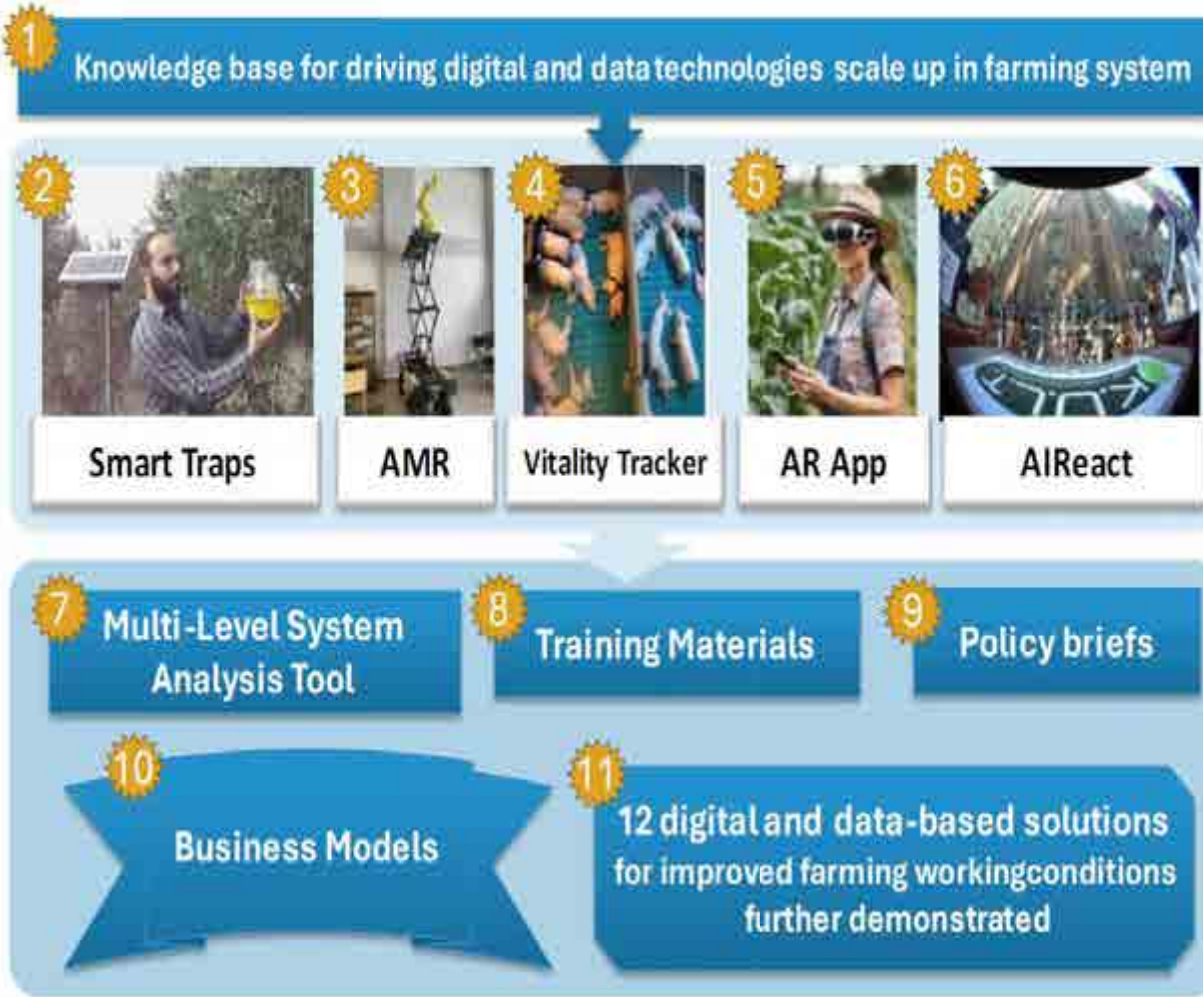 1
Knowledge base for driving digital and data technologies scale up in farming system
2
3
4
5
6
Smart Traps
AMR
Vitality Tracker
AR App
AIReact
7
Multi-Level System
Analysis Tool
8
Training Materials
9
Policy briefs
10
Business Models
11
12 digital and data-based solutions
for improved farming workingconditions
further demonstrated